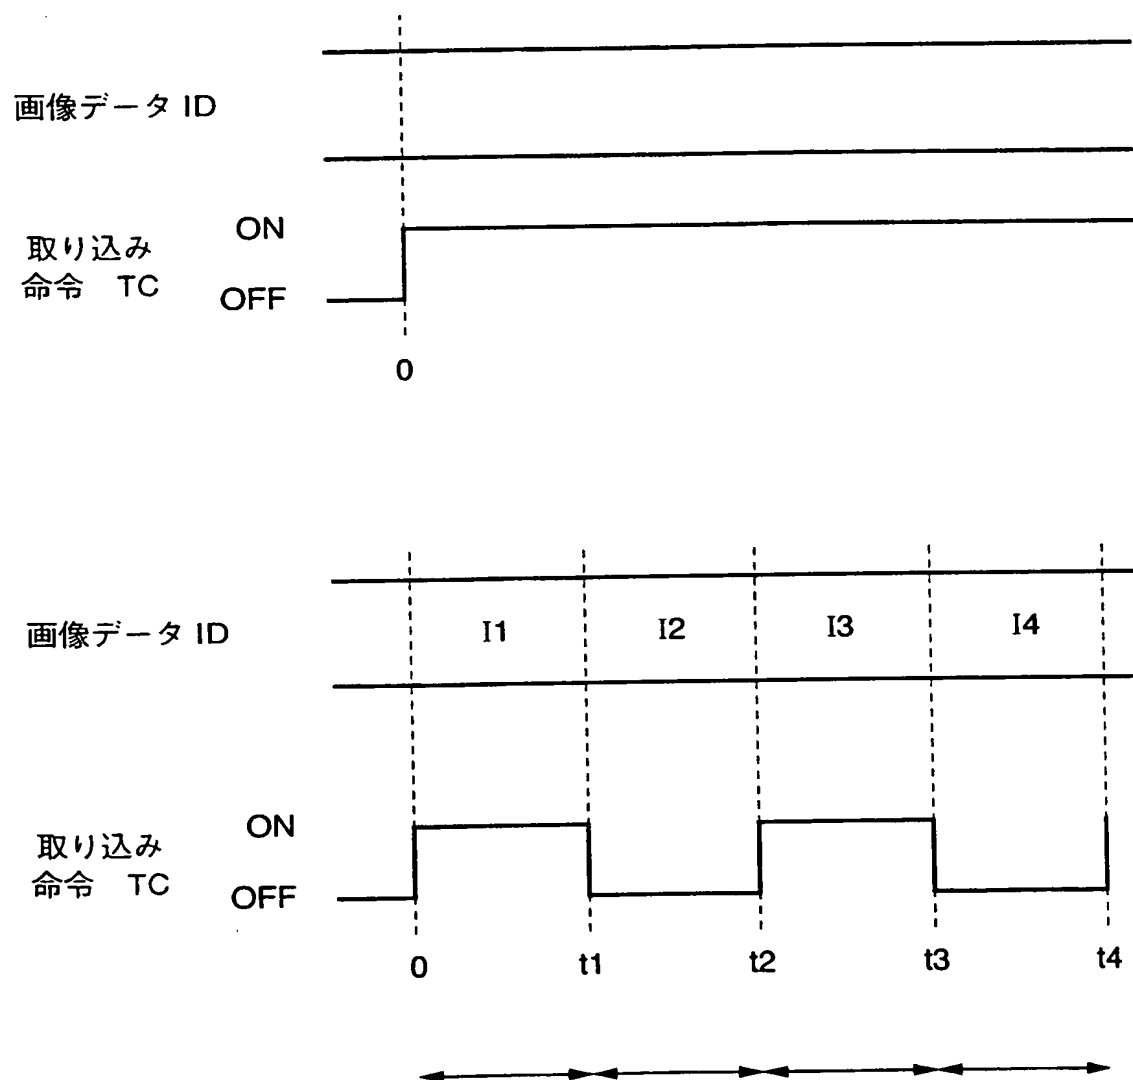 画像データ ID
ON
取り込み
命令 TC
OFF
0
画像データ ID
I1 I2 I3 I4
ON
取り込み
命令 TC
OFF
0 t1 t2 t3 t4